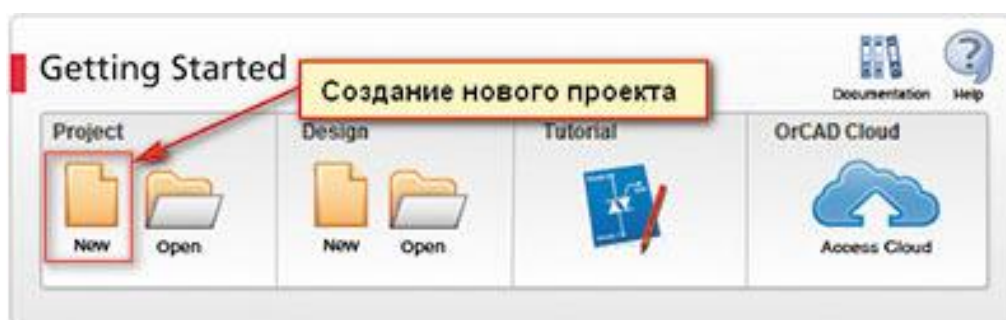 Getting Started
Создание нового проекта
Documentation
Help
Project
Design
Tutorial
OrCAD Cloud
New
Open
New
Open
Access Cloud